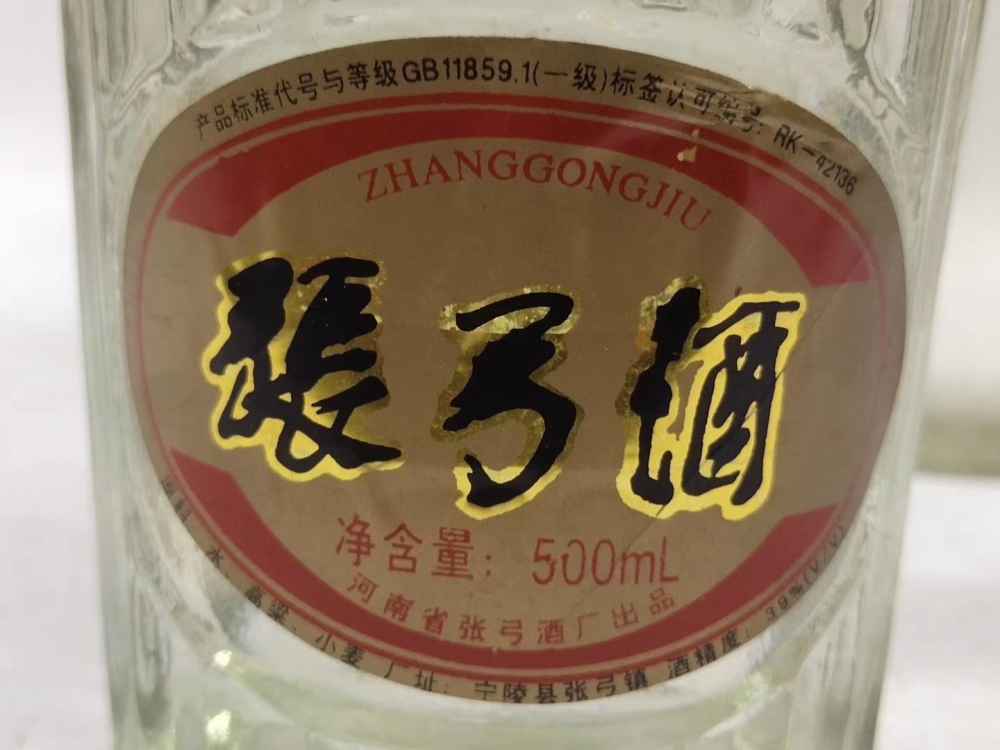 产品标准代号与等级GB11859.1(一级)标签认可编号:RK-42136
ZHANGGONGJIU
張弓酒
净含量：500mL
河南省张弓酒厂出品
水、高粱、小麦 厂址：宁陵县张弓镇 酒精度：38%(V/V)